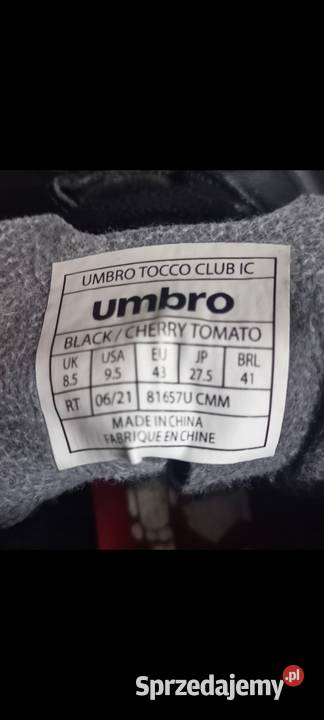 UMBRO TOCCO CLUB IC
umbro
BLACK / CHERRY TOMATO
UK USA EU JP BRL
8.5 9.5 43 27.5 41
RT 06/21 81657U CMM
MADE IN CHINA
FABRIQUE EN CHINE
Sprzedajemy.pl